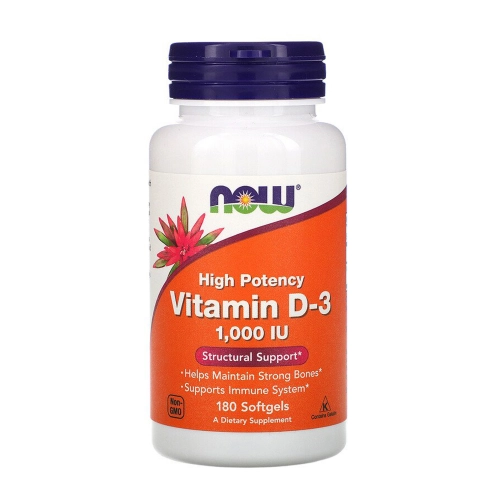 NOW
High Potency
Vitamin D-3
1,000 IU
Structural Support*
• Helps Maintain Strong Bones*
• Supports Immune System*
180 Softgels
A Dietary Supplement
Non-
GMO
K